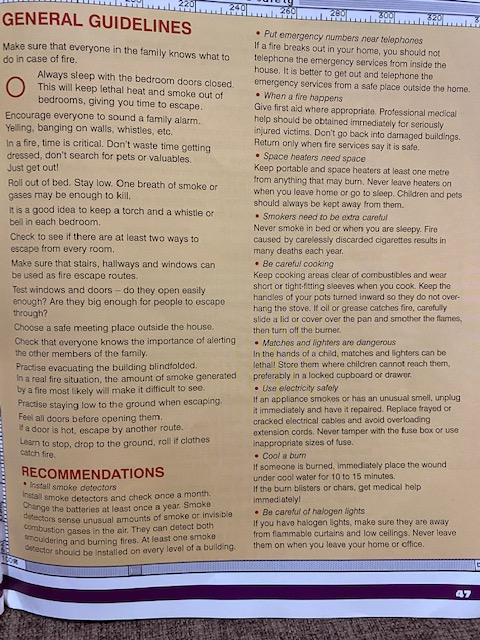 220
240
260
280
300
320
GENERAL GUIDELINES
Make sure that everyone in the family knows what to
do in case of fire.
Always sleep with the bedroom doors closed.
This will keep lethal heat and smoke out of
bedrooms, giving you time to escape.
Encourage everyone to sound a family alarm.
Yelling, banging on walls, whistles, etc.
In a fire, time is critical. Don't waste time getting
dressed, don't search for pets or valuables.
Just get out!
Roll out of bed. Stay low. One breath of smoke or
gases may be enough to kill.
It is a good idea to keep a torch and a whistle or
bell in each bedroom.
Check to see if there are at least two ways to
escape from every room.
Make sure that stairs, hallways and windows can
be used as fire escape routes.
Test windows and doors – do they open easily
enough? Are they big enough for people to escape
through?
Choose a safe meeting place outside the house.
Check that everyone knows the importance of alerting
the other members of the family.
Practise evacuating the building blindfolded.
In a real fire situation, the amount of smoke generated
by a fire most likely will make it difficult to see.
Practise staying low to the ground when escaping.
Feel all doors before opening them.
If a door is hot, escape by another route.
Learn to stop, drop to the ground, roll if clothes
catch fire.
RECOMMENDATIONS
• Install smoke detectors
Install smoke detectors and check once a month.
Change the batteries at least once a year. Smoke
detectors sense unusual amounts of smoke or invisible
combustion gases in the air. They can detect both
smouldering and burning fires. At least one smoke
detector should be installed on every level of a building.
• Put emergency numbers near telephones
If a fire breaks out in your home, you should not
telephone the emergency services from inside the
house. It is better to get out and telephone the
emergency services from a safe place outside the home.
• When a fire happens
Give first aid where appropriate. Professional medical
help should be obtained immediately for seriously
injured victims. Don't go back into damaged buildings.
Return only when fire services say it is safe.
• Space heaters need space
Keep portable and space heaters at least one metre
from anything that may burn. Never leave heaters on
when you leave home or go to sleep. Children and pets
should always be kept away from them.
• Smokers need to be extra careful
Never smoke in bed or when you are sleepy. Fire
caused by carelessly discarded cigarettes results in
many deaths each year.
• Be careful cooking
Keep cooking areas clear of combustibles and wear
short or tight-fitting sleeves when you cook. Keep the
handles of your pots turned inward so they do not over-
hang the stove. If oil or grease catches fire, carefully
slide a lid or cover over the pan and smother the flames,
then turn off the burner.
• Matches and lighters are dangerous
In the hands of a child, matches and lighters can be
lethal! Store them where children cannot reach them,
preferably in a locked cupboard or drawer.
• Use electricity safely
If an appliance smokes or has an unusual smell, unplug
it immediately and have it repaired. Replace frayed or
cracked electrical cables and avoid overloading
extension cords. Never tamper with the fuse box or use
inappropriate sizes of fuse.
• Cool a burn
If someone is burned, immediately place the wound
under cool water for 10 to 15 minutes.
If the burn blisters or chars, get medical help
immediately!
• Be careful of halogen lights
If you have halogen lights, make sure they are away
from flammable curtains and low ceilings. Never leave
them on when you leave your home or office.
47